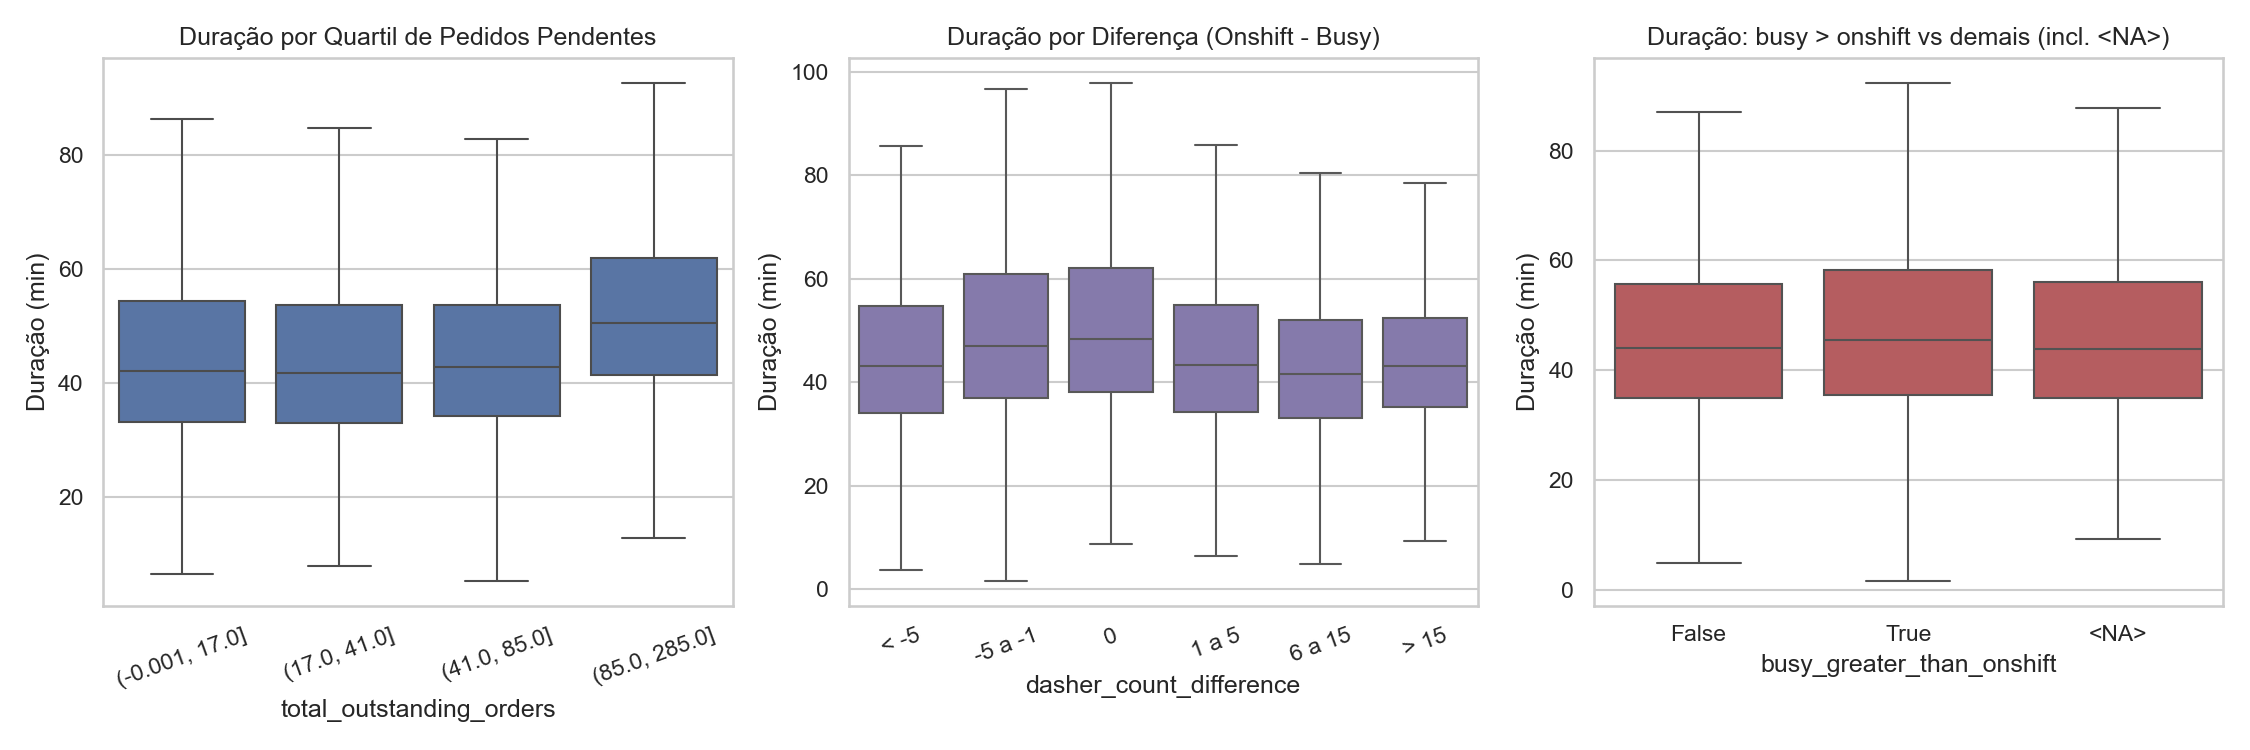 Duração por Quartil de Pedidos Pendentes
Duração (min)
80
60
40
20
(-0.001, 17.0]
(17.0, 41.0]
(41.0, 85.0]
(85.0, 285.0]
total_outstanding_orders
Duração por Diferença (Onshift - Busy)
Duração (min)
100
80
60
40
20
0
< -5
-5 a -1
0
1 a 5
6 a 15
> 15
dasher_count_difference
Duração: busy > onshift vs demais (incl. <NA>)
Duração (min)
80
60
40
20
0
False
True
<NA>
busy_greater_than_onshift